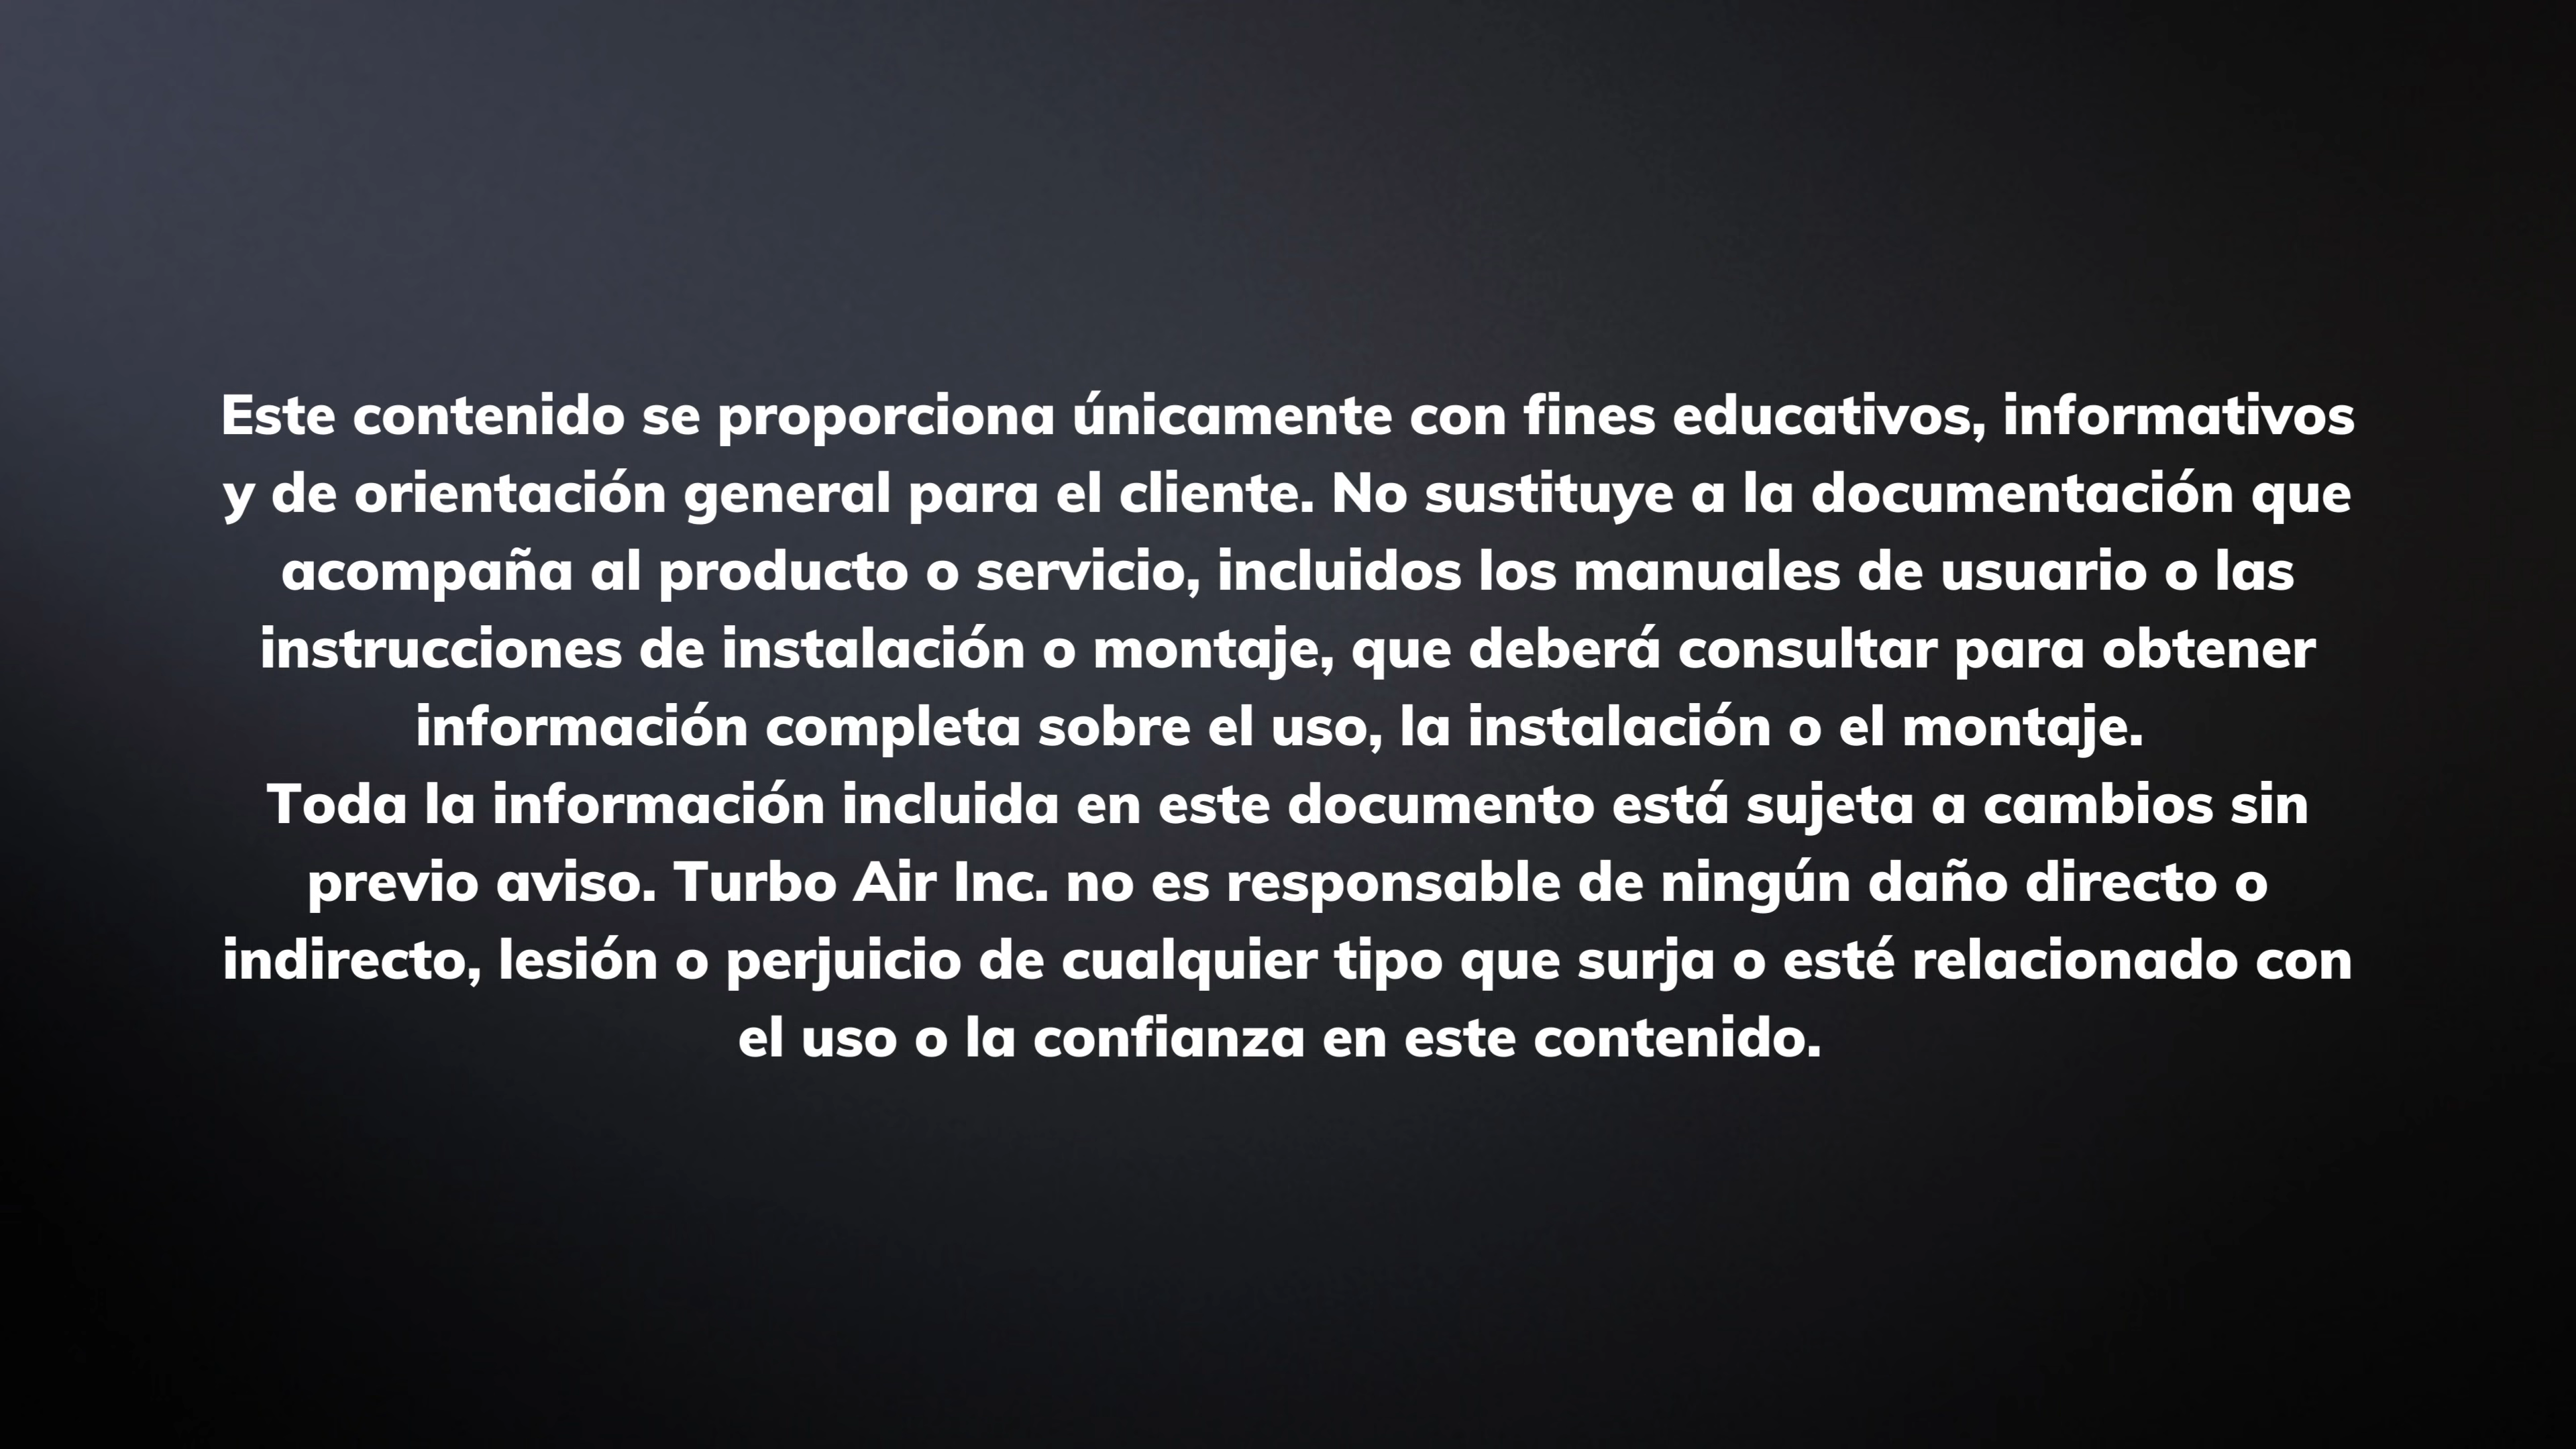 Este contenido se proporciona únicamente con fines educativos, informativos
y de orientación general para el cliente. No sustituye a la documentación que
acompaña al producto o servicio, incluidos los manuales de usuario o las
instrucciones de instalación o montaje, que deberá consultar para obtener
información completa sobre el uso, la instalación o el montaje.
Toda la información incluida en este documento está sujeta a cambios sin
previo aviso. Turbo Air Inc. no es responsable de ningún daño directo o
indirecto, lesión o perjuicio de cualquier tipo que surja o esté relacionado con
el uso o la confianza en este contenido.